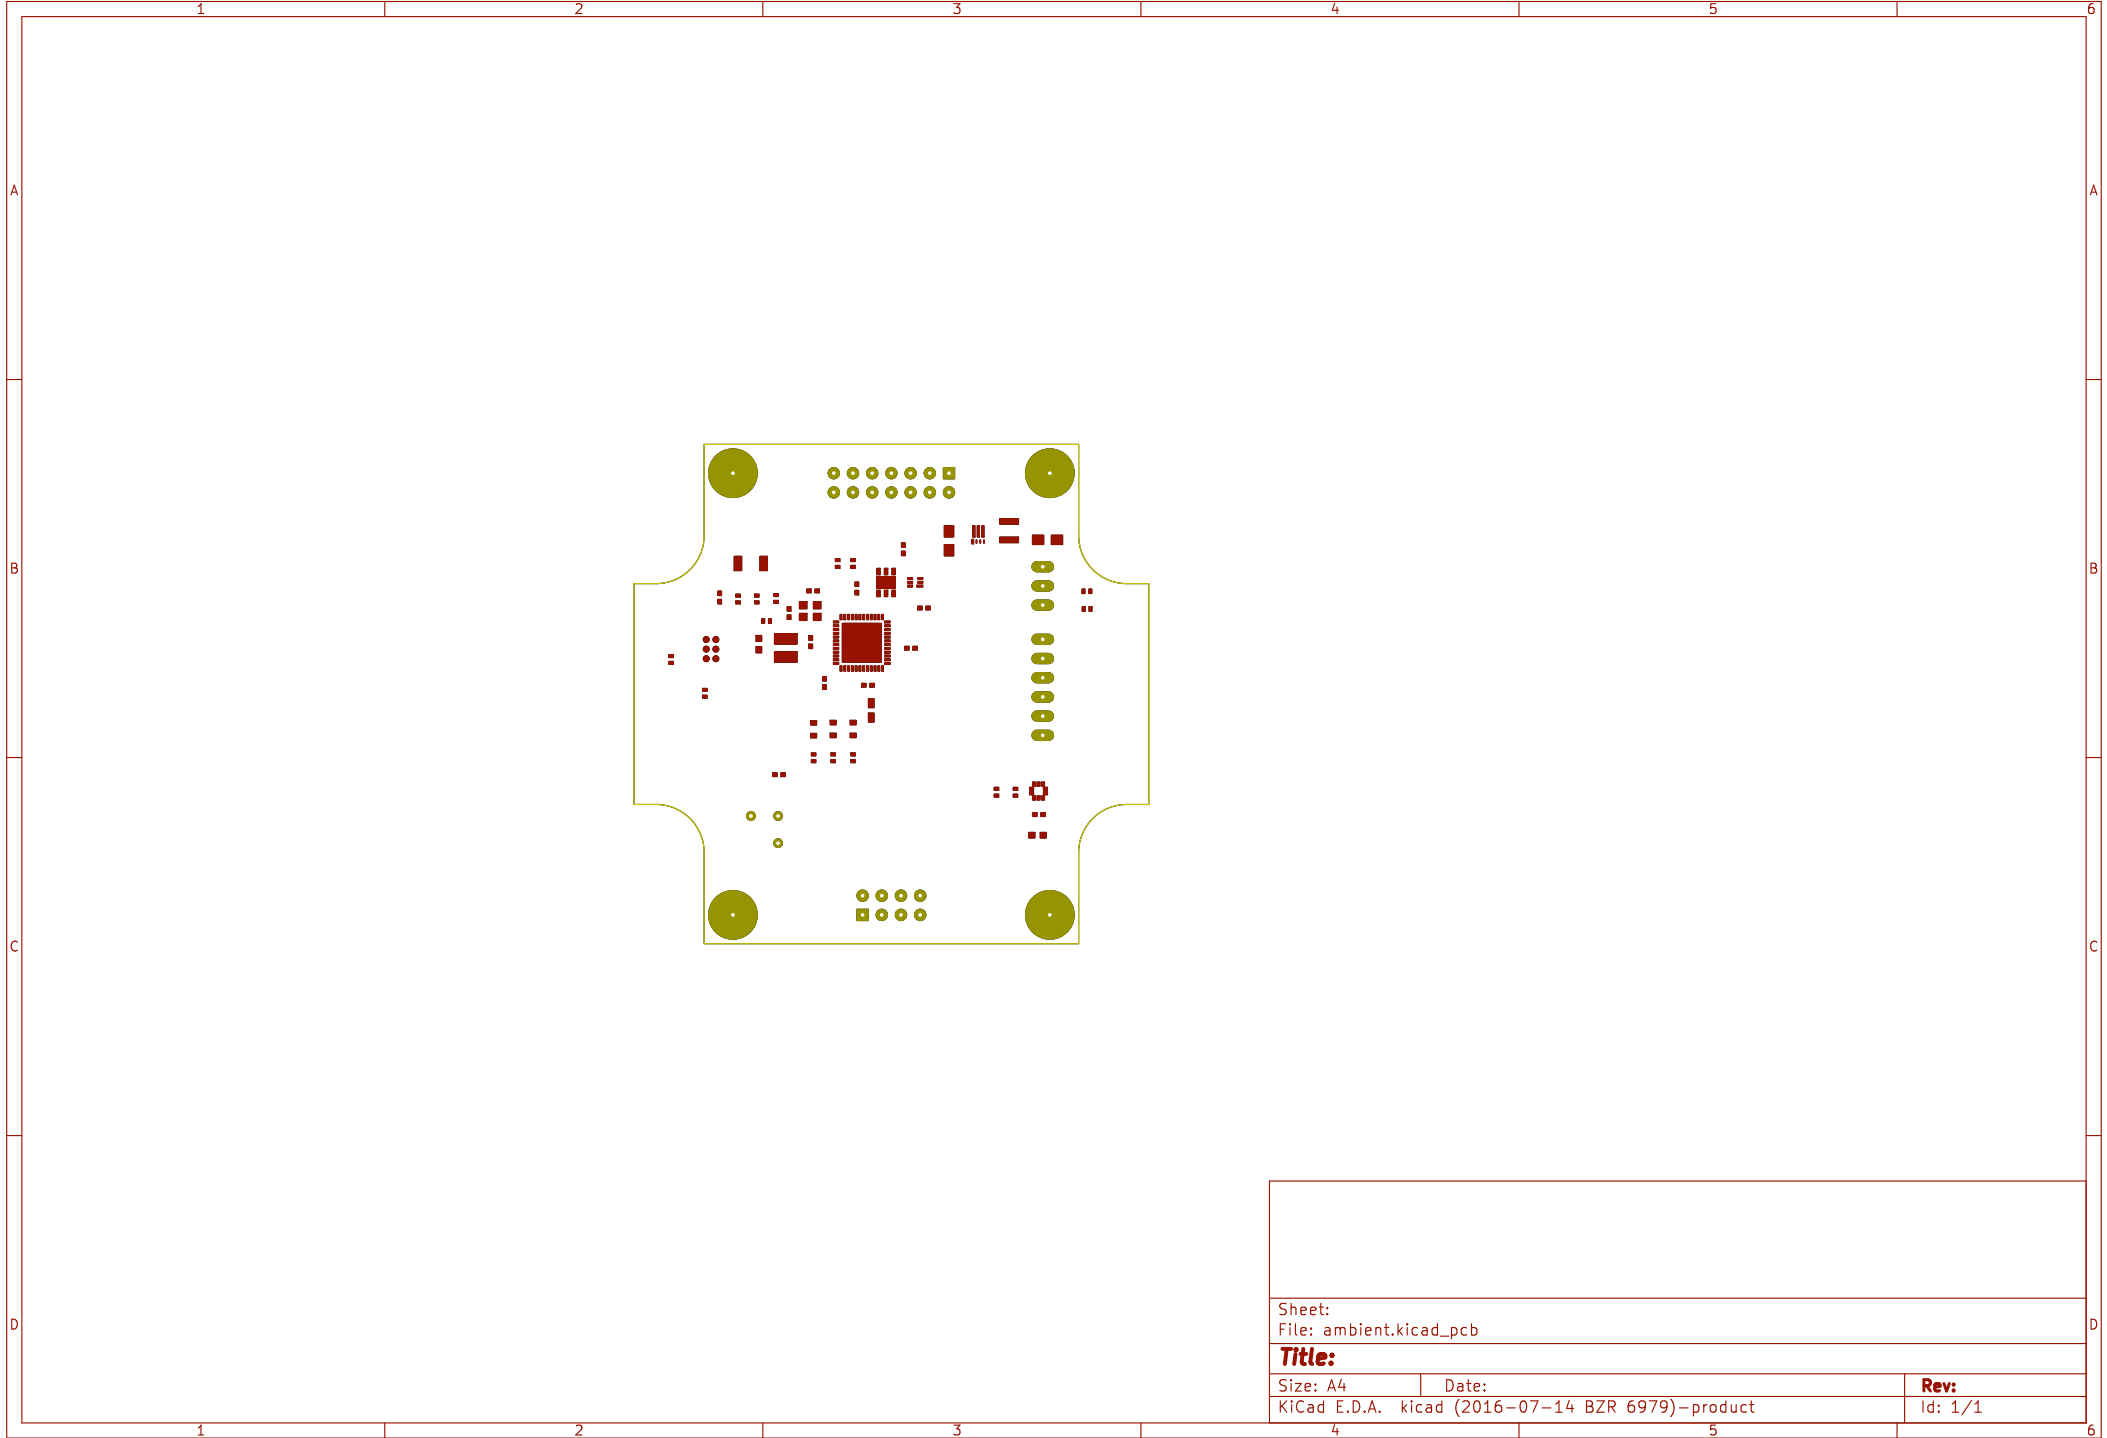 1 2 3 4 5 6
A A
B B
C C
D D
Sheet:
File: ambient.kicad_pcb
Title:
Size: A4 Date: Rev:
KiCad E.D.A. kicad (2016-07-14 BZR 6979)-product Id: 1/1
1 2 3 4 5 6